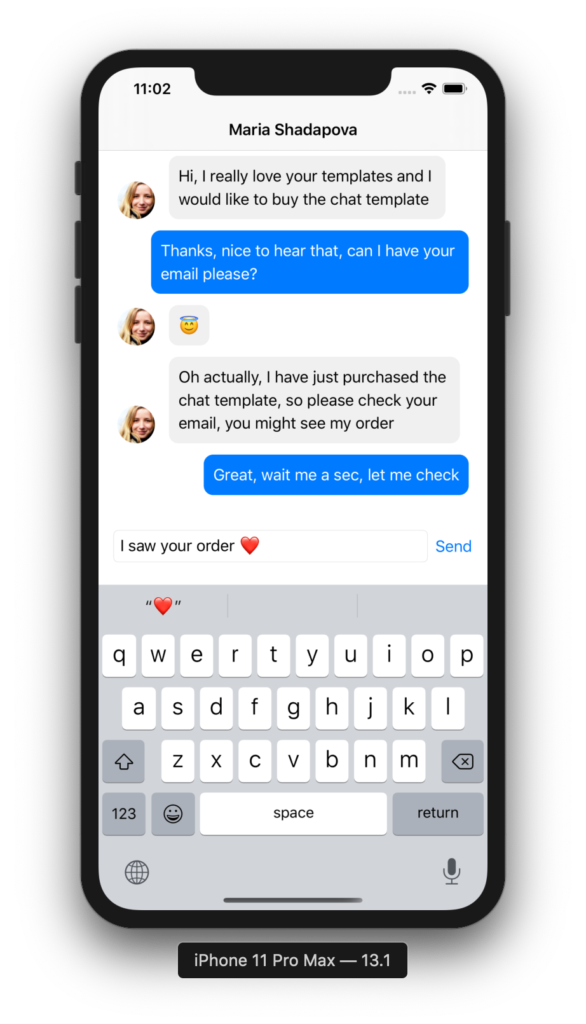 11:02
Maria Shadapova
Hi, I really love your templates and I
would like to buy the chat template
Thanks, nice to hear that, can I have your
email please?
😇
Oh actually, I have just purchased the
chat template, so please check your
email, you might see my order
Great, wait me a sec, let me check
I saw your order ❤️
Send
“❤️”
q w e r t y u i o p
a s d f g h j k l
z x c v b n m
123 space return
iPhone 11 Pro Max — 13.1